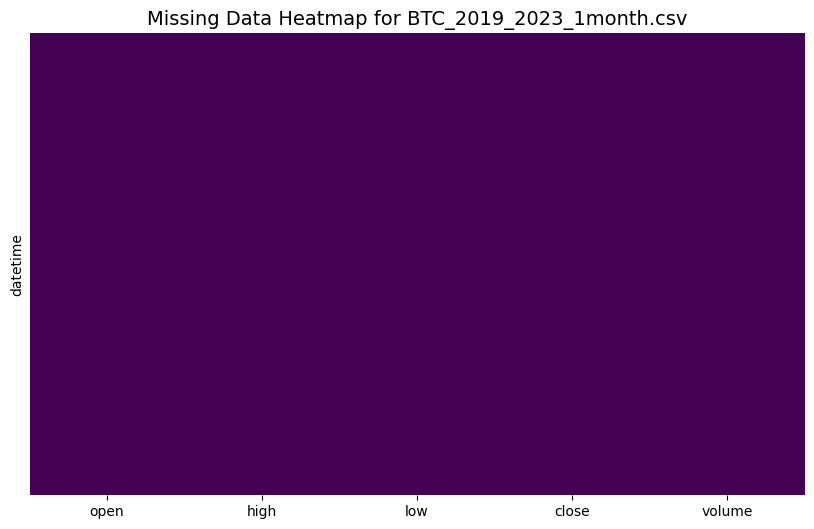 Missing Data Heatmap for BTC_2019_2023_1month.csv
datetime
open high low close volume